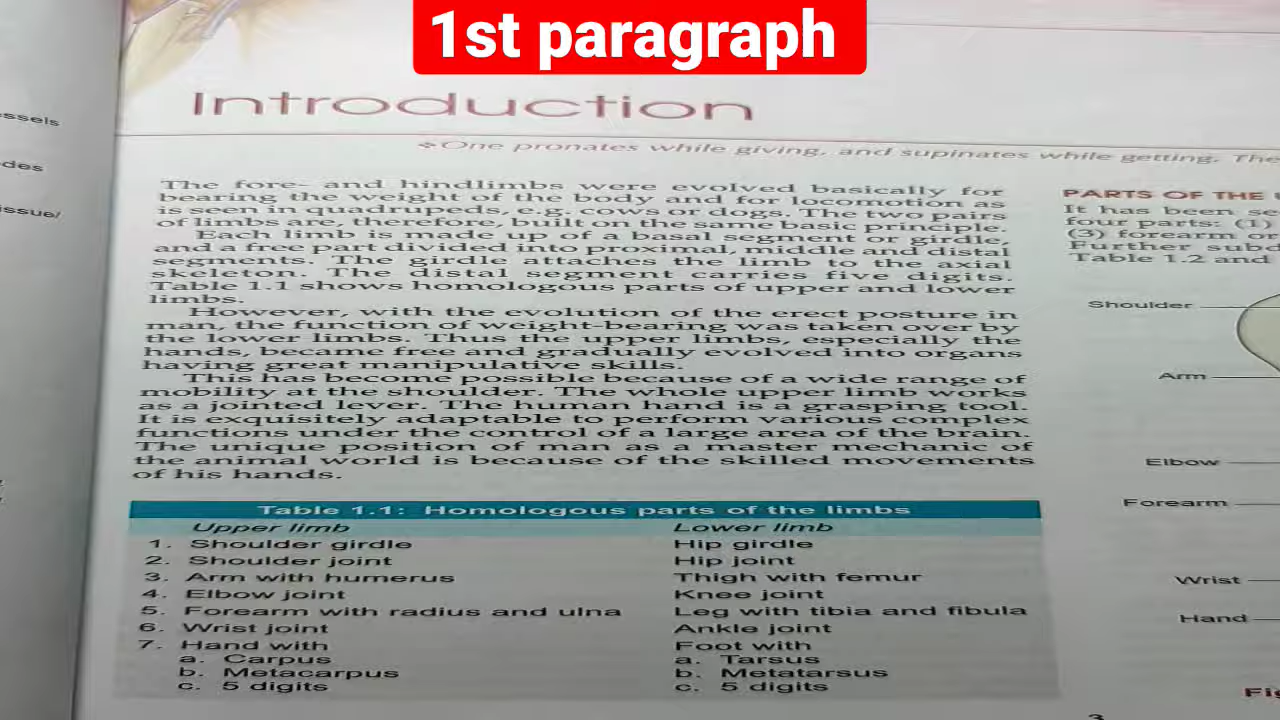 1st paragraph
Introduction
❖One pronates while giving, and supinates while getting. The
The fore- and hindlimbs were evolved basically for
bearing the weight of the body and for locomotion as
is seen in quadrupeds, e.g. cows or dogs. The two pairs
of limbs are, therefore, built on the same basic principle.
Each limb is made up of a basal segment or girdle,
and a free part divided into proximal, middle and distal
segments. The girdle attaches the limb to the axial
skeleton. The distal segment carries five digits.
Table 1.1 shows homologous parts of upper and lower
limbs.
However, with the evolution of the erect posture in
man, the function of weight-bearing was taken over by
the lower limbs. Thus the upper limbs, especially the
hands, became free and gradually evolved into organs
having great manipulative skills.
This has become possible because of a wide range of
mobility at the shoulder. The whole upper limb works
as a jointed lever. The human hand is a grasping tool.
It is exquisitely adaptable to perform various complex
functions under the control of a large area of the brain.
The unique position of man as a master mechanic of
the animal world is because of the skilled movements
of his hands.
Table 1.1: Homologous parts of the limbs
Upper limb Lower limb
1. Shoulder girdle Hip girdle
2. Shoulder joint Hip joint
3. Arm with humerus Thigh with femur
4. Elbow joint Knee joint
5. Forearm with radius and ulna Leg with tibia and fibula
6. Wrist joint Ankle joint
7. Hand with Foot with
a. Carpus a. Tarsus
b. Metacarpus b. Metatarsus
c. 5 digits c. 5 digits
PARTS OF THE
It has been se
four parts: (1)
(3) forearm or
Further subd
Table 1.2 and
Shoulder
Arm
Elbow
Forearm
Wrist
Hand
Fig
3